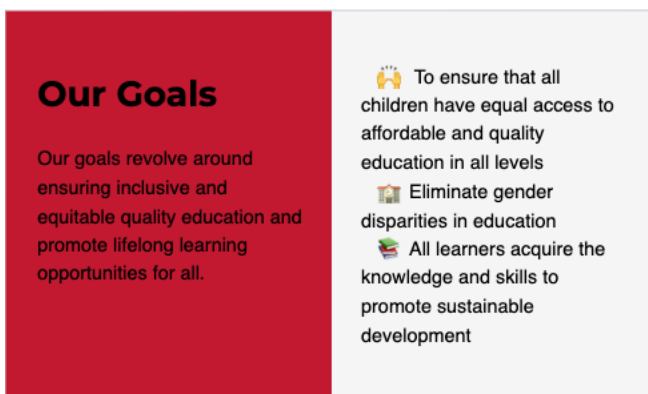 Our Goals
Our goals revolve around
ensuring inclusive and
equitable quality education and
promote lifelong learning
opportunities for all.
🙌 To ensure that all
children have equal access to
affordable and quality
education in all levels
🏫 Eliminate gender
disparities in education
📚 All learners acquire the
knowledge and skills to
promote sustainable
development